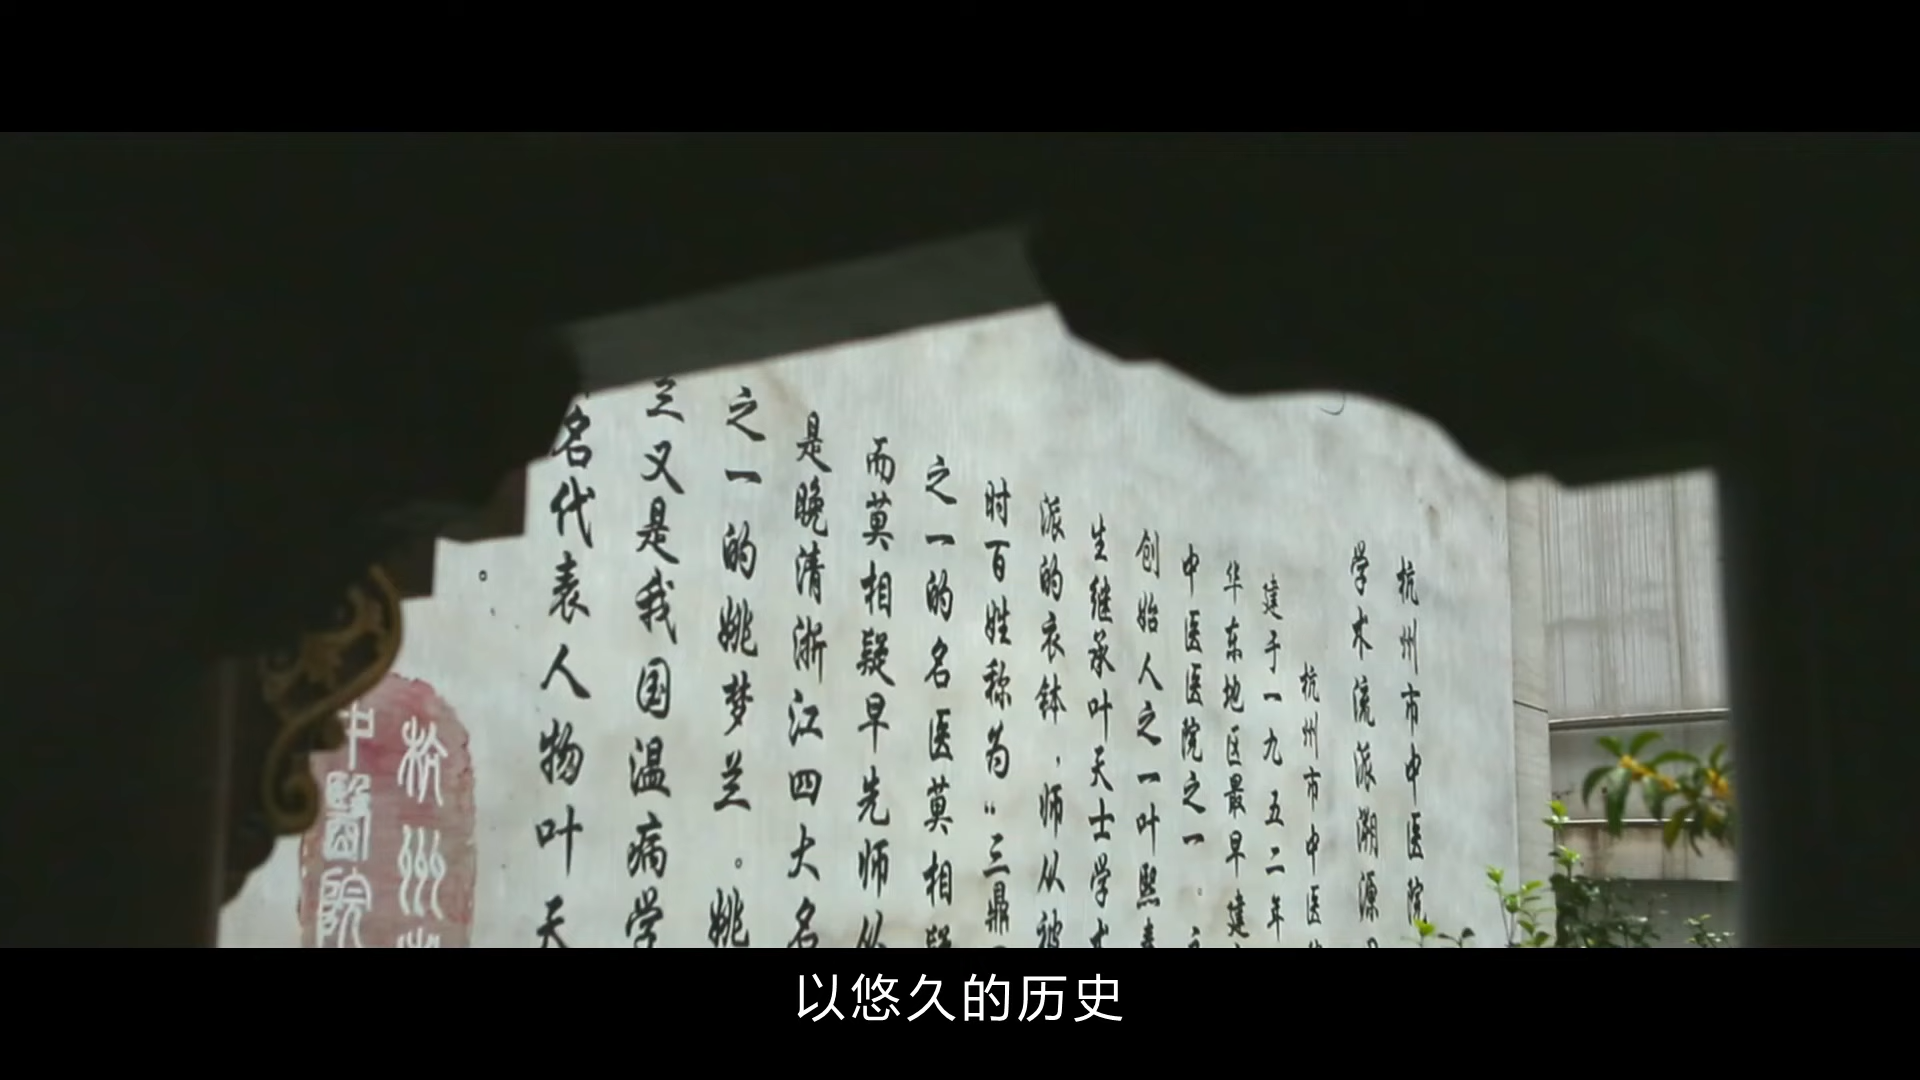 杭州市中医院
学术流派溯源
杭州市中医
建于一九五二年
华东地区最早建
中医医院之一。
创始人之一叶熙春
生继承叶天士学术
派的衣钵,师从被
时百姓称为“三鼎
之一的名医莫相疑
而莫相疑早先师从
是晚清浙江四大名
之一的姚梦兰。姚
兰又是我国温病学
名代表人物叶天
。
杭州
中醫院
以悠久的历史